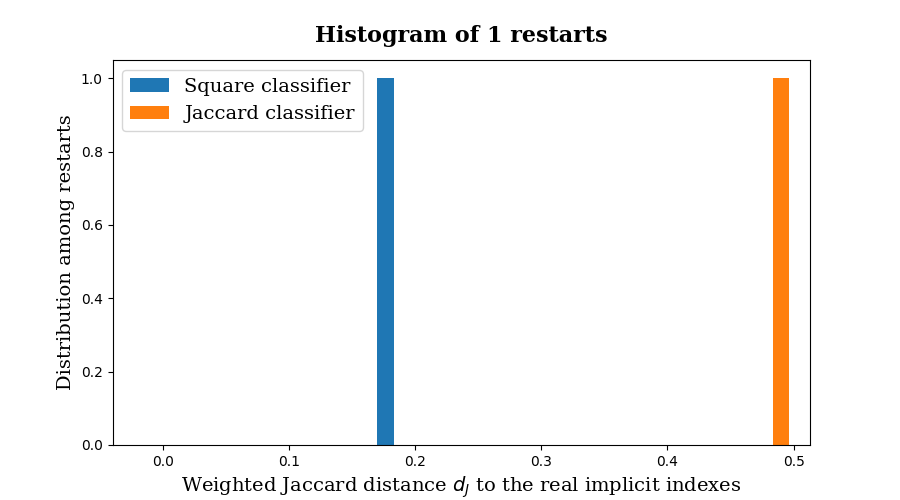 Histogram of 1 restarts
Square classifier
Jaccard classifier
Distribution among restarts
1.0
0.8
0.6
0.4
0.2
0.0
0.0 0.1 0.2 0.3 0.4 0.5
Weighted Jaccard distance d_J to the real implicit indexes